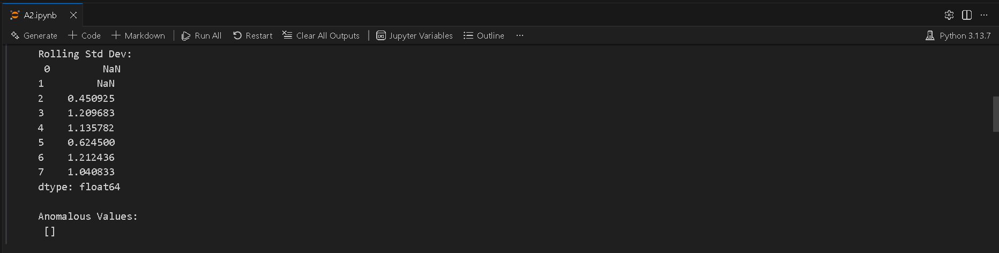 A2.ipynb
Generate Code Markdown Run All Restart Clear All Outputs Jupyter Variables Outline ... Python 3.13.7
Rolling Std Dev:
0 NaN
1 NaN
2 0.450925
3 1.209683
4 1.135782
5 0.624500
6 1.212436
7 1.040833
dtype: float64
Anomalous Values:
[]